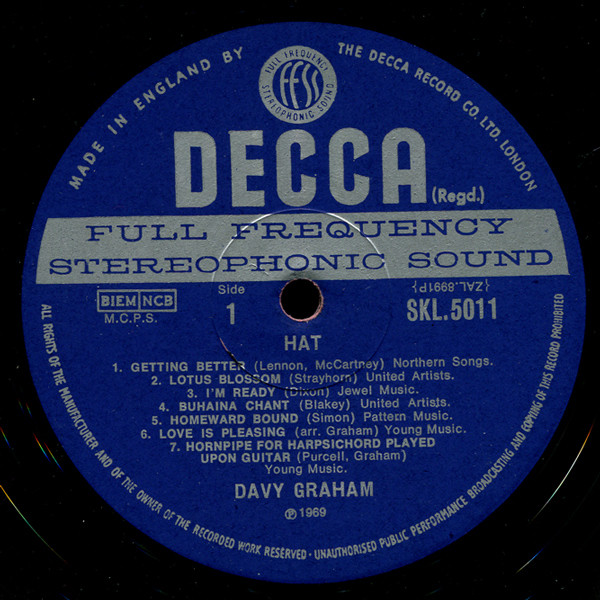 MADE IN ENGLAND BY THE DECCA RECORD CO. LTD. LONDON
FULL FREQUENCY
FFSS
STEREOPHONIC SOUND
DECCA (Regd.)
FULL FREQUENCY
STEREOPHONIC SOUND
BIEM NCB
M.C.P.S.
Side
1
{ZAL.8991P}
SKL.5011
HAT
1. GETTING BETTER (Lennon, McCartney) Northern Songs.
2. LOTUS BLOSSOM (Strayhorn) United Artists.
3. I'M READY (Dixon) Jewel Music.
4. BUHAINA CHANT (Blakey) United Artists.
5. HOMEWARD BOUND (Simon) Pattern Music.
6. LOVE IS PLEASING (arr. Graham) Young Music.
7. HORNPIPE FOR HARPSICHORD PLAYED
UPON GUITAR (Purcell, Graham)
Young Music.
DAVY GRAHAM
℗ 1969
ALL RIGHTS OF THE MANUFACTURER AND OF THE OWNER OF THE RECORDED WORK RESERVED · UNAUTHORISED PUBLIC PERFORMANCE BROADCASTING AND COPYING OF THIS RECORD PROHIBITED